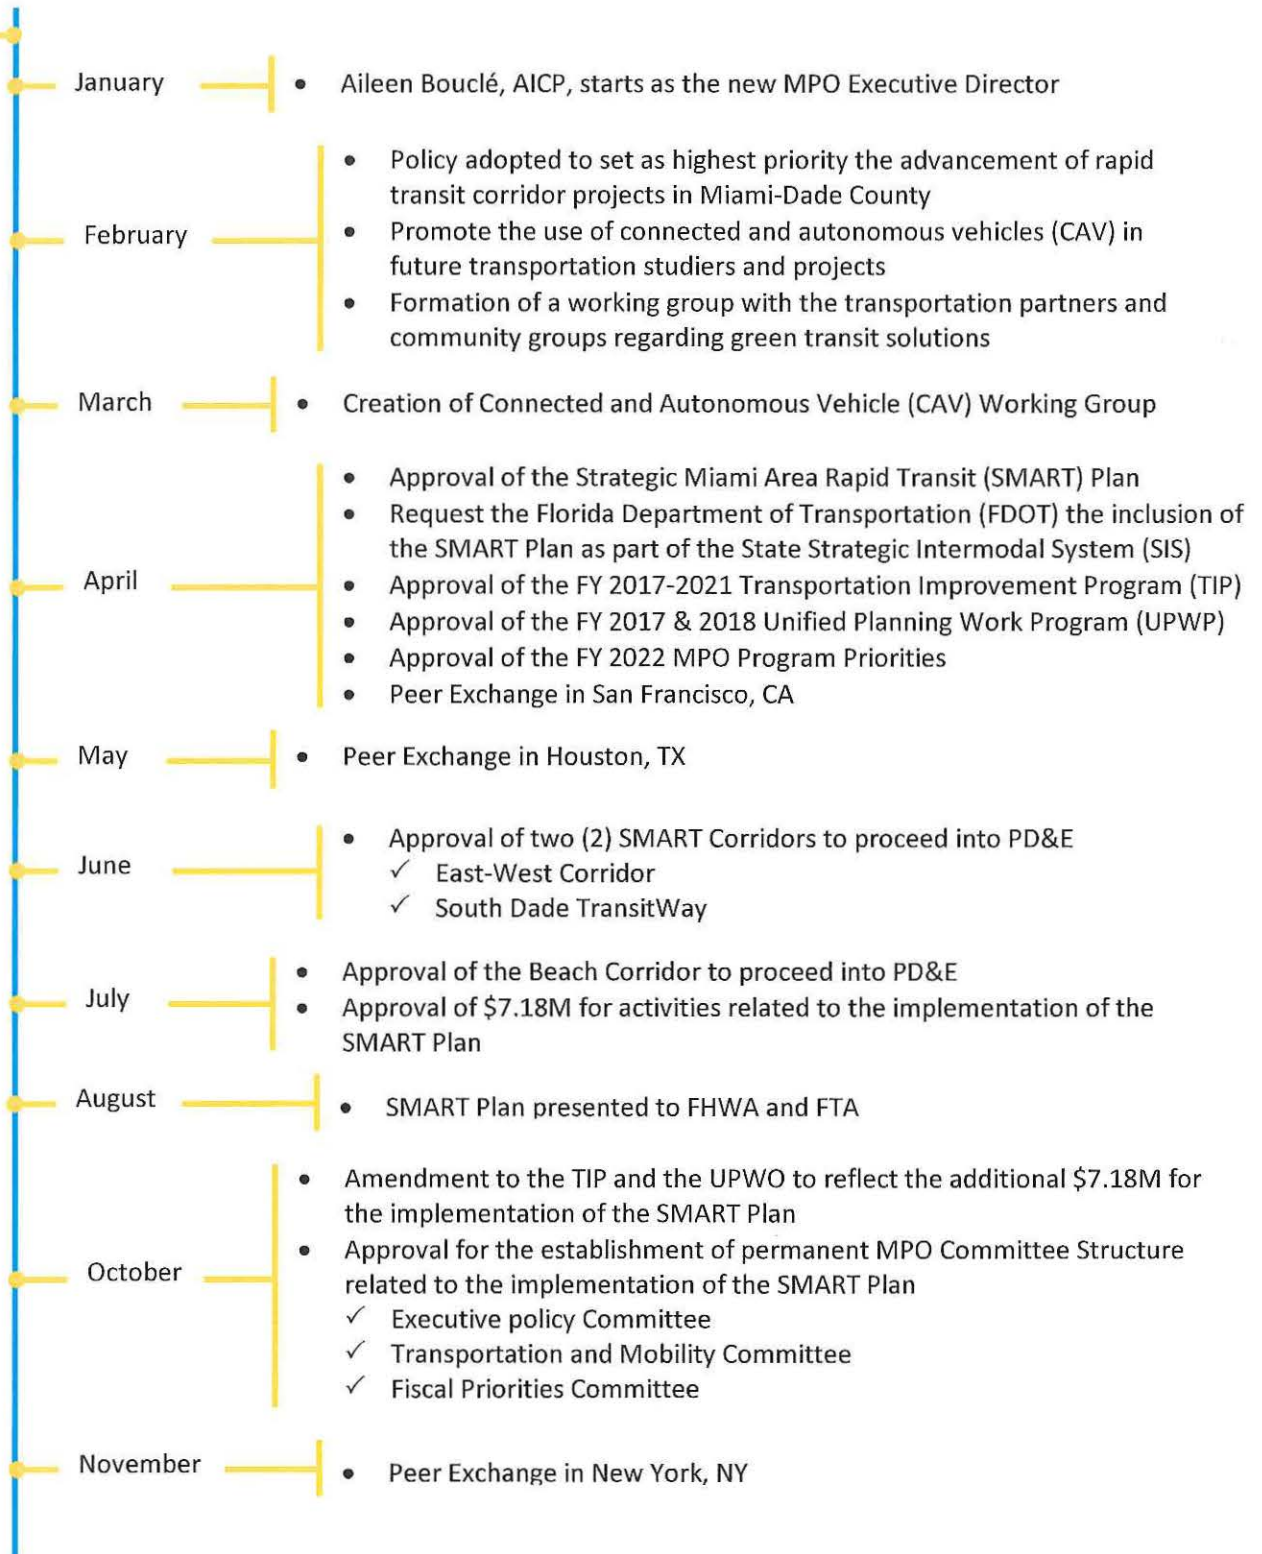 January
• Aileen Bouclé, AICP, starts as the new MPO Executive Director
February
• Policy adopted to set as highest priority the advancement of rapid
transit corridor projects in Miami-Dade County
• Promote the use of connected and autonomous vehicles (CAV) in
future transportation studiers and projects
• Formation of a working group with the transportation partners and
community groups regarding green transit solutions
March
• Creation of Connected and Autonomous Vehicle (CAV) Working Group
April
• Approval of the Strategic Miami Area Rapid Transit (SMART) Plan
• Request the Florida Department of Transportation (FDOT) the inclusion of
the SMART Plan as part of the State Strategic Intermodal System (SIS)
• Approval of the FY 2017-2021 Transportation Improvement Program (TIP)
• Approval of the FY 2017 & 2018 Unified Planning Work Program (UPWP)
• Approval of the FY 2022 MPO Program Priorities
• Peer Exchange in San Francisco, CA
May
• Peer Exchange in Houston, TX
June
• Approval of two (2) SMART Corridors to proceed into PD&E
✓ East-West Corridor
✓ South Dade TransitWay
July
• Approval of the Beach Corridor to proceed into PD&E
• Approval of $7.18M for activities related to the implementation of the
SMART Plan
August
• SMART Plan presented to FHWA and FTA
October
• Amendment to the TIP and the UPWO to reflect the additional $7.18M for
the implementation of the SMART Plan
• Approval for the establishment of permanent MPO Committee Structure
related to the implementation of the SMART Plan
✓ Executive policy Committee
✓ Transportation and Mobility Committee
✓ Fiscal Priorities Committee
November
• Peer Exchange in New York, NY